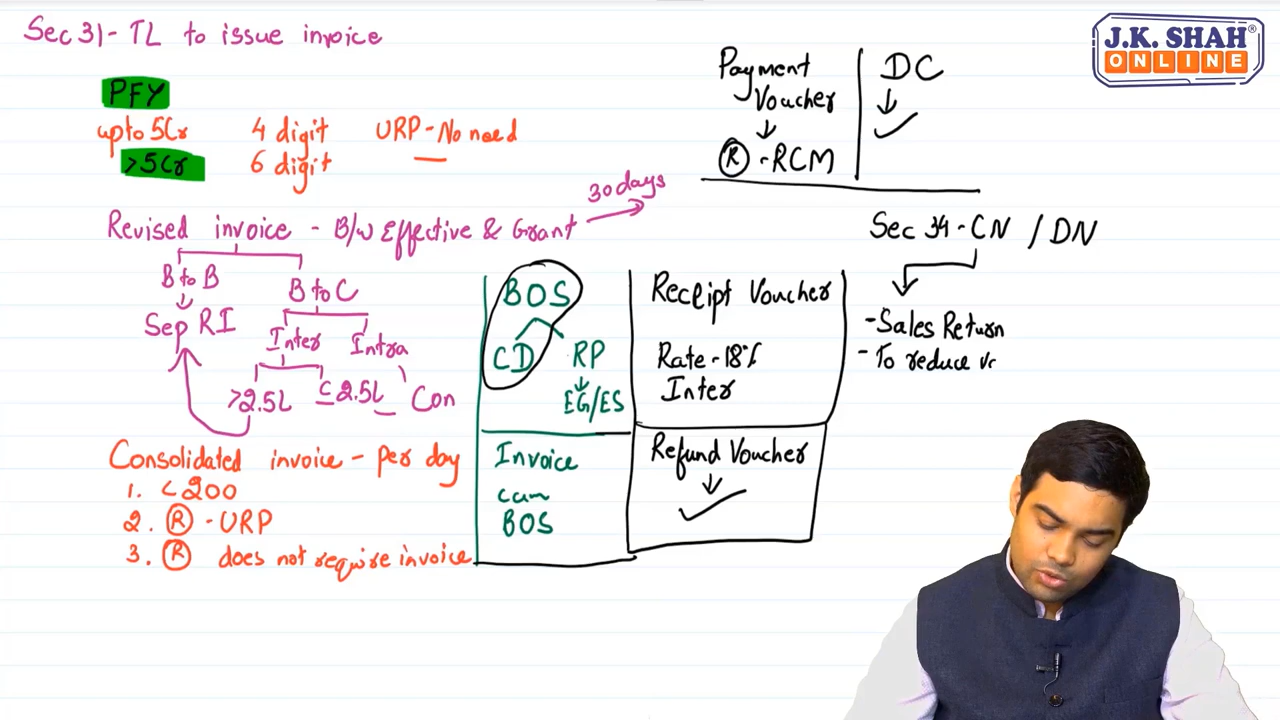 Sec 31 - TL to issue invoice
J.K. SHAH®
ONLINE
PFY
upto 5Cr 4 digit URP - No need
>5Cr 6 digit
Payment
Voucher
R - RCM
DC
Revised invoice - B/w Effective & Grant
30 days
B to B
Sep RI
B to C
Inter Intra
>2.5L ≤ 2.5L Con
Consolidated invoice - per day
1. <200
2. R - URP
3. R does not require invoice
BOS
CD RP
EG/ES
Invoice
cum
BOS
Receipt Voucher
Rate - 18%
Inter
Refund Voucher
Sec 34 - CN / DN
- Sales Return
- To reduce